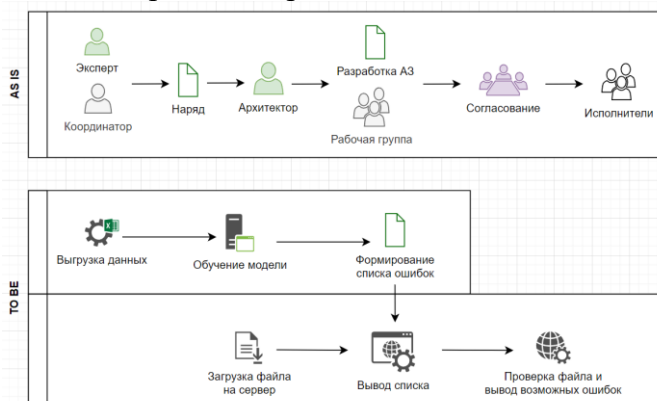 AS IS
Эксперт
Координатор
Наряд
Архитектор
Разработка АЗ
Рабочая группа
Согласование
Исполнители
TO BE
Выгрузка данных
Обучение модели
Формирование
списка ошибок
Загрузка файла
на сервер
Вывод списка
Проверка файла и
вывод возможных ошибок